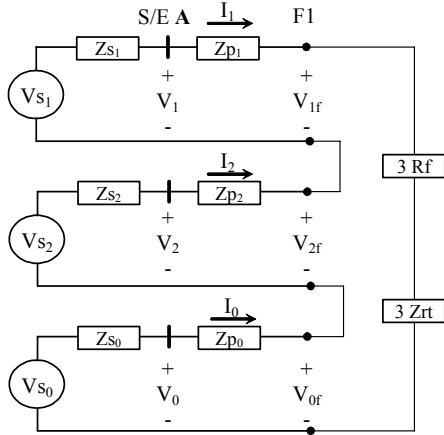 S/E A I₁ F1
Zs₁ Zp₁
+ +
Vs₁ V₁ V₁f
- -
3 Rf
I₂
Zs₂ Zp₂
+ +
Vs₂ V₂ V₂f
- -
I₀ 3 Zrt
Zs₀ Zp₀
+ +
Vs₀ V₀ V₀f
- -